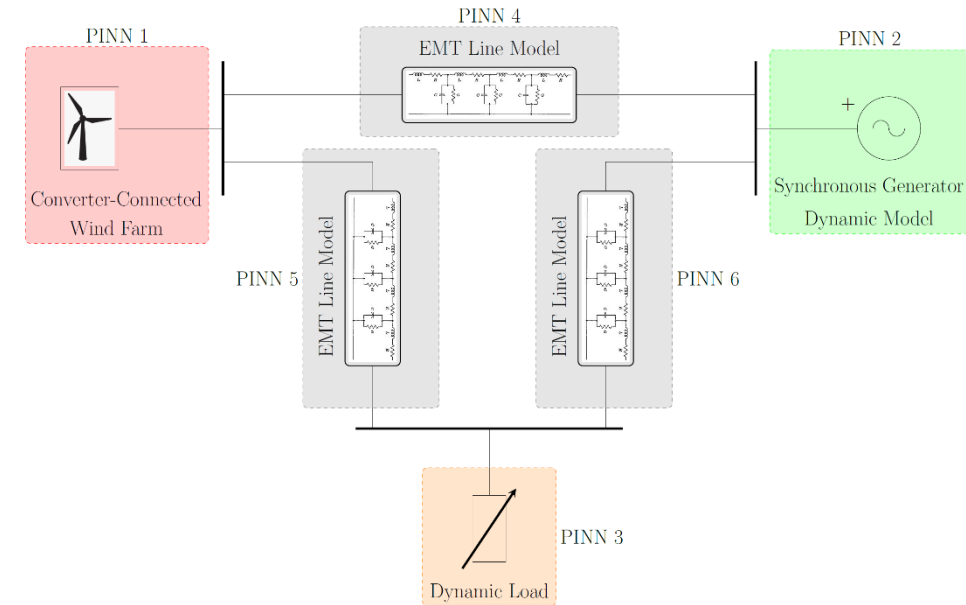 PINN 4
PINN 1
EMT Line Model
PINN 2
+
Converter-Connected
Wind Farm
Synchronous Generator
Dynamic Model
PINN 5
EMT Line Model
EMT Line Model
PINN 6
PINN 3
Dynamic Load